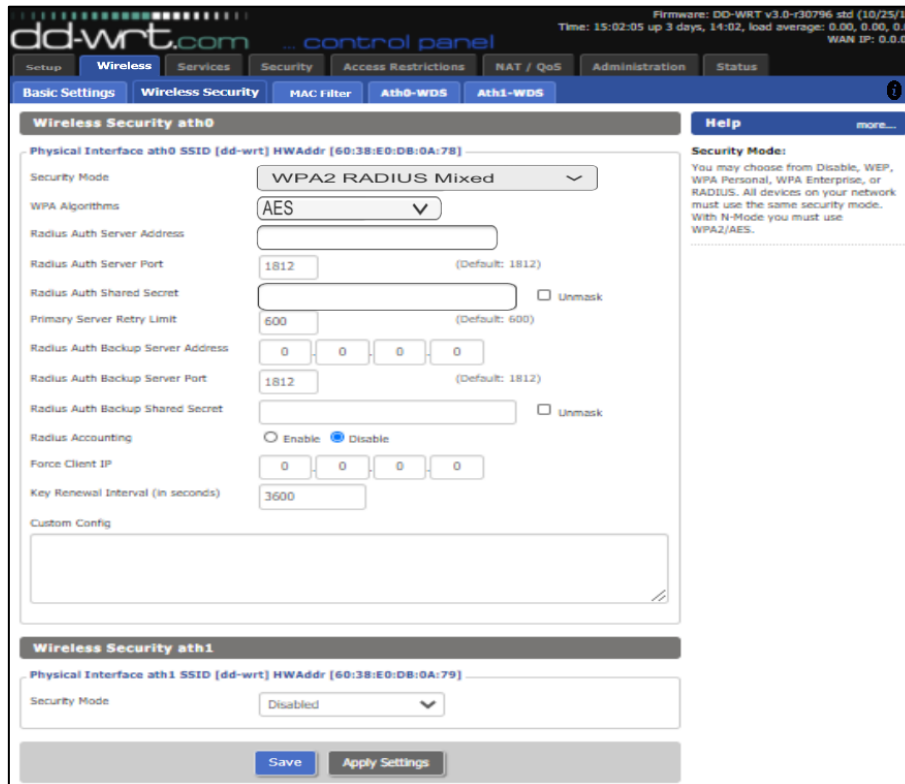 Firmware: DD-WRT v3.0-r30796 std (10/25/1
Time: 15:02:05 up 3 days, 14:02, load average: 0.00, 0.00, 0.0
WAN IP: 0.0.0
dd-wrt.com ... control panel
Setup Wireless Services Security Access Restrictions NAT / QoS Administration Status
Basic Settings Wireless Security MAC Filter Ath0-WDS Ath1-WDS i
Wireless Security ath0
Physical Interface ath0 SSID [dd-wrt] HWAddr [60:38:E0:DB:0A:78]
Security Mode WPA2 RADIUS Mixed
WPA Algorithms AES
Radius Auth Server Address
Radius Auth Server Port 1812 (Default: 1812)
Radius Auth Shared Secret Unmask
Primary Server Retry Limit 600 (Default: 600)
Radius Auth Backup Server Address 0 . 0 . 0 . 0
Radius Auth Backup Server Port 1812 (Default: 1812)
Radius Auth Backup Shared Secret Unmask
Radius Accounting Enable Disable
Force Client IP 0 . 0 . 0 . 0
Key Renewal Interval (in seconds) 3600
Custom Config
Wireless Security ath1
Physical Interface ath1 SSID [dd-wrt] HWAddr [60:38:E0:DB:0A:79]
Security Mode Disabled
Save Apply Settings
Help more...
Security Mode:
You may choose from Disable, WEP,
WPA Personal, WPA Enterprise, or
RADIUS. All devices on your network
must use the same security mode.
With N-Mode you must use
WPA2/AES.